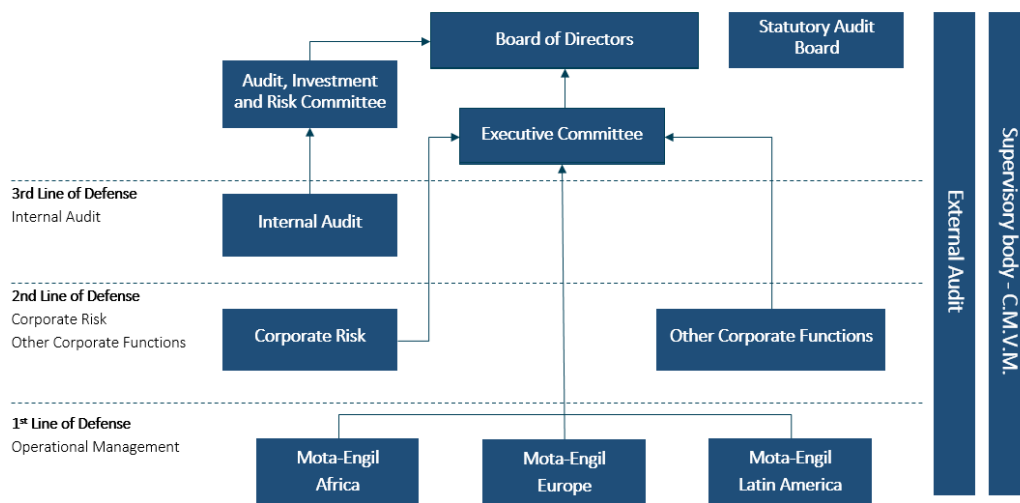 Board of Directors
Statutory Audit
Board
Audit, Investment
and Risk Committee
Executive Committee
3rd Line of Defense
Internal Audit
Internal Audit
2nd Line of Defense
Corporate Risk
Other Corporate Functions
Corporate Risk
Other Corporate Functions
1st Line of Defense
Operational Management
Mota-Engil
Africa
Mota-Engil
Europe
Mota-Engil
Latin America
External Audit
Supervisory body - C.M.V.M.